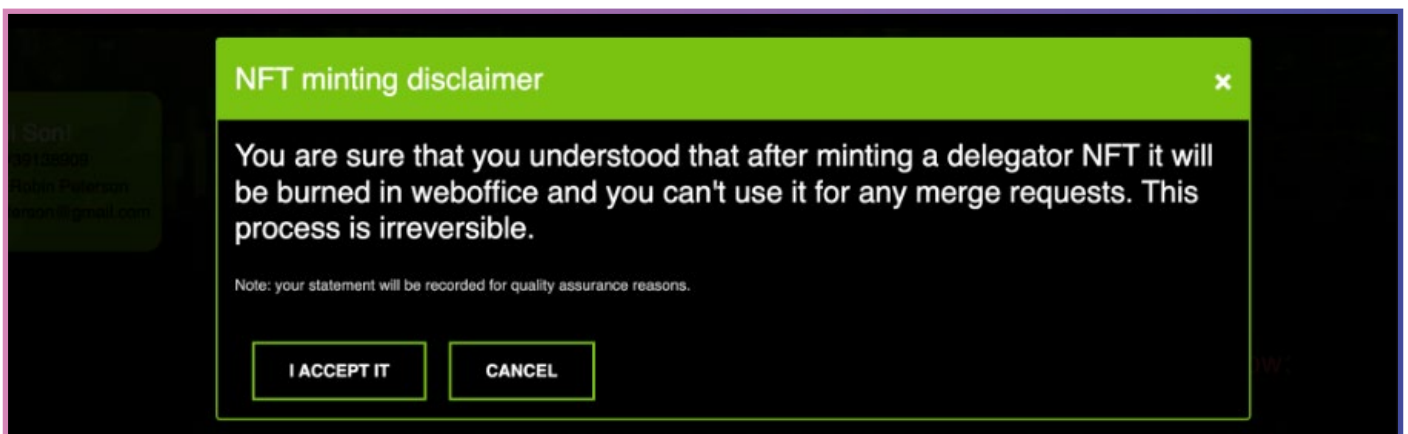 NFT minting disclaimer
×
You are sure that you understood that after minting a delegator NFT it will
be burned in weboffice and you can't use it for any merge requests. This
process is irreversible.
Note: your statement will be recorded for quality assurance reasons.
I ACCEPT IT
CANCEL